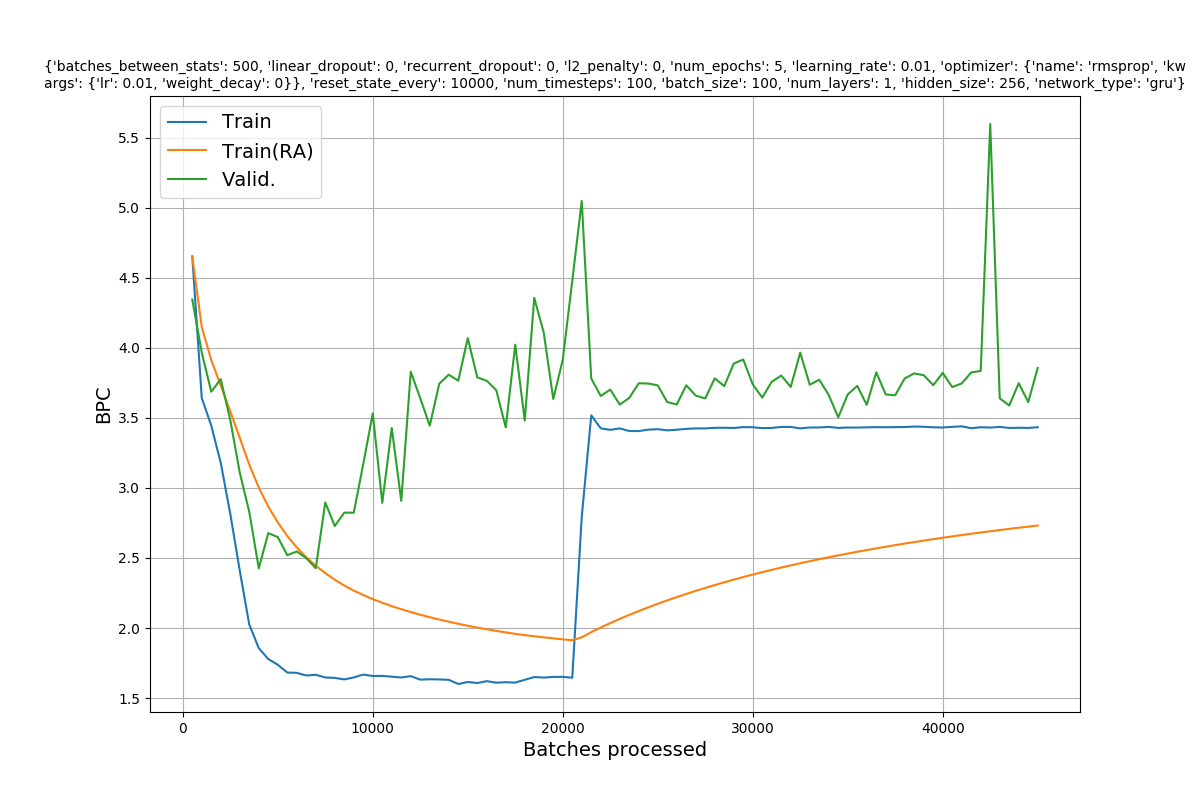 {'batches_between_stats': 500, 'linear_dropout': 0, 'recurrent_dropout': 0, 'l2_penalty': 0, 'num_epochs': 5, 'learning_rate': 0.01, 'optimizer': {'name': 'rmsprop', 'kw
args': {'lr': 0.01, 'weight_decay': 0}}, 'reset_state_every': 10000, 'num_timesteps': 100, 'batch_size': 100, 'num_layers': 1, 'hidden_size': 256, 'network_type': 'gru'}
Train
Train(RA)
Valid.
5.5
5.0
4.5
4.0
3.5
3.0
2.5
2.0
1.5
BPC
0 10000 20000 30000 40000
Batches processed